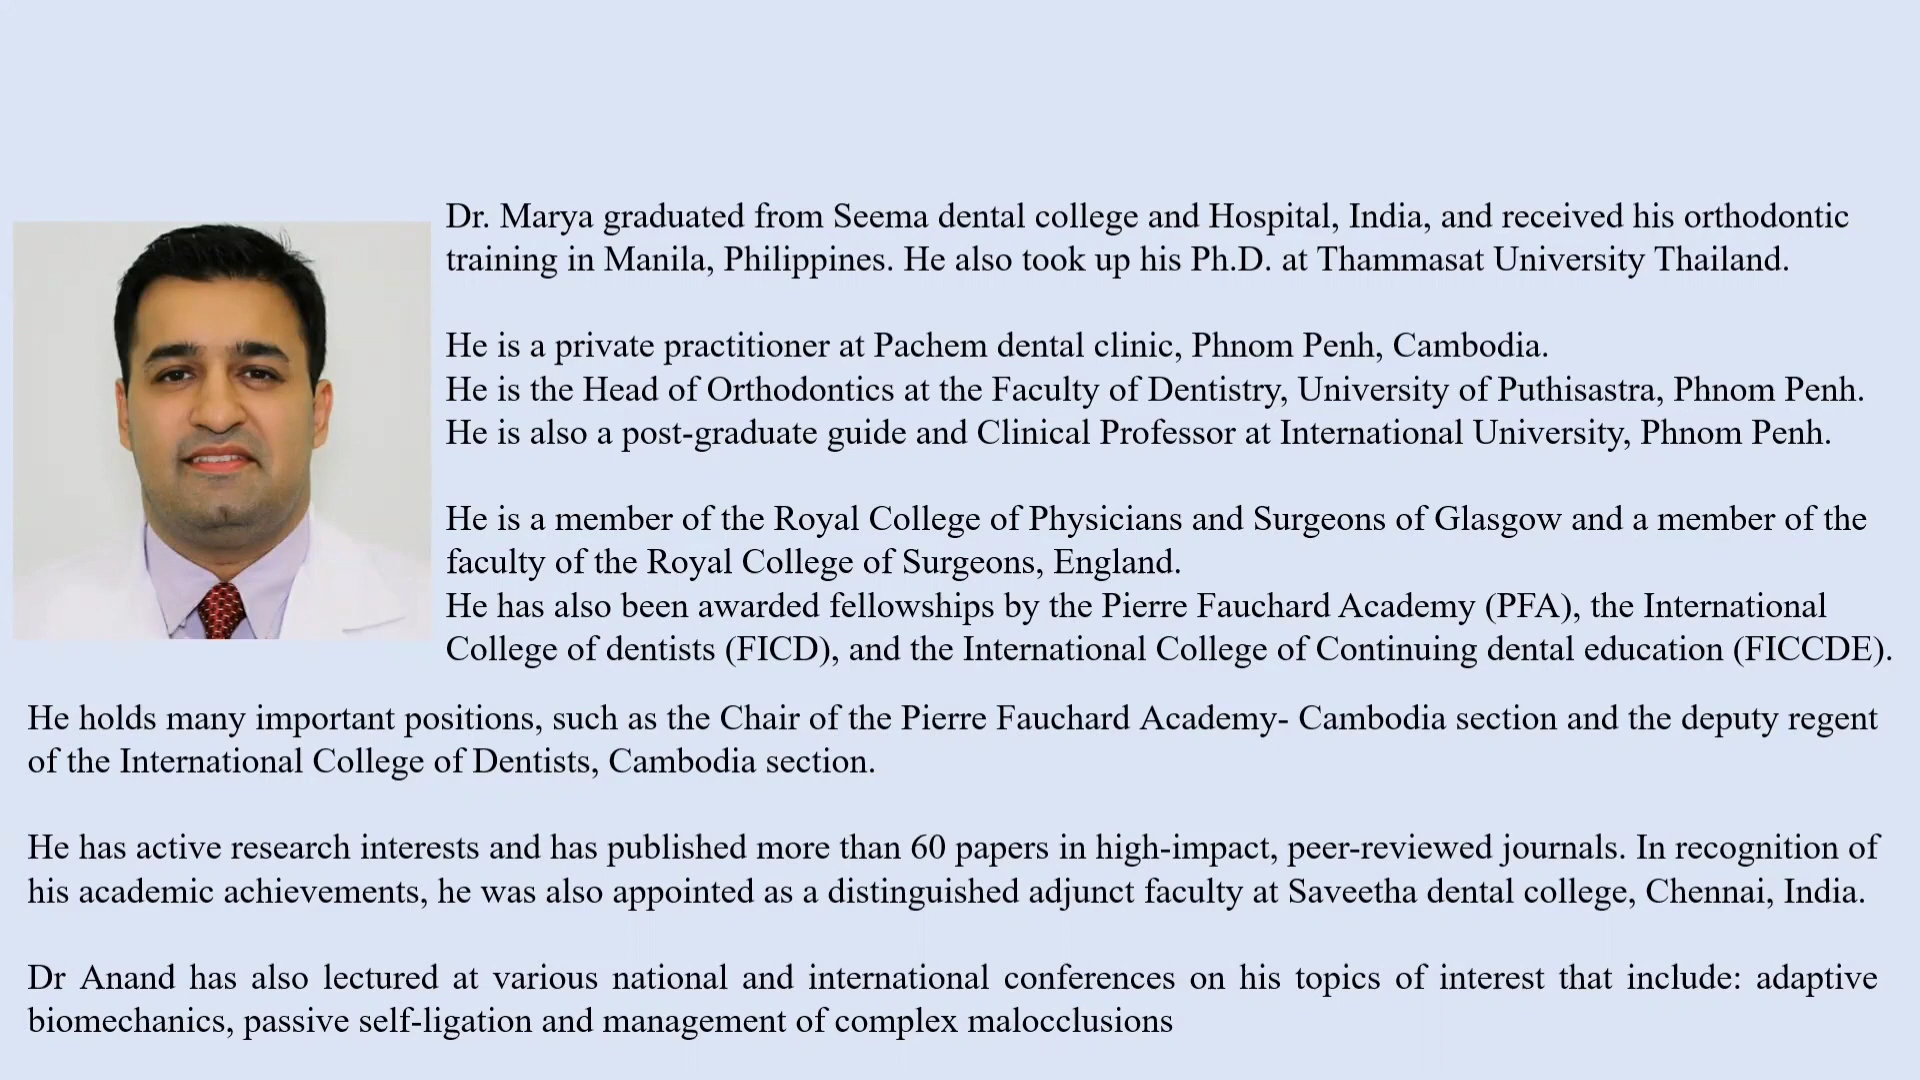 Dr. Marya graduated from Seema dental college and Hospital, India, and received his orthodontic
training in Manila, Philippines. He also took up his Ph.D. at Thammasat University Thailand.
He is a private practitioner at Pachem dental clinic, Phnom Penh, Cambodia.
He is the Head of Orthodontics at the Faculty of Dentistry, University of Puthisastra, Phnom Penh.
He is also a post-graduate guide and Clinical Professor at International University, Phnom Penh.
He is a member of the Royal College of Physicians and Surgeons of Glasgow and a member of the
faculty of the Royal College of Surgeons, England.
He has also been awarded fellowships by the Pierre Fauchard Academy (PFA), the International
College of dentists (FICD), and the International College of Continuing dental education (FICCDE).
He holds many important positions, such as the Chair of the Pierre Fauchard Academy- Cambodia section and the deputy regent
of the International College of Dentists, Cambodia section.
He has active research interests and has published more than 60 papers in high-impact, peer-reviewed journals. In recognition of
his academic achievements, he was also appointed as a distinguished adjunct faculty at Saveetha dental college, Chennai, India.
Dr Anand has also lectured at various national and international conferences on his topics of interest that include: adaptive
biomechanics, passive self-ligation and management of complex malocclusions